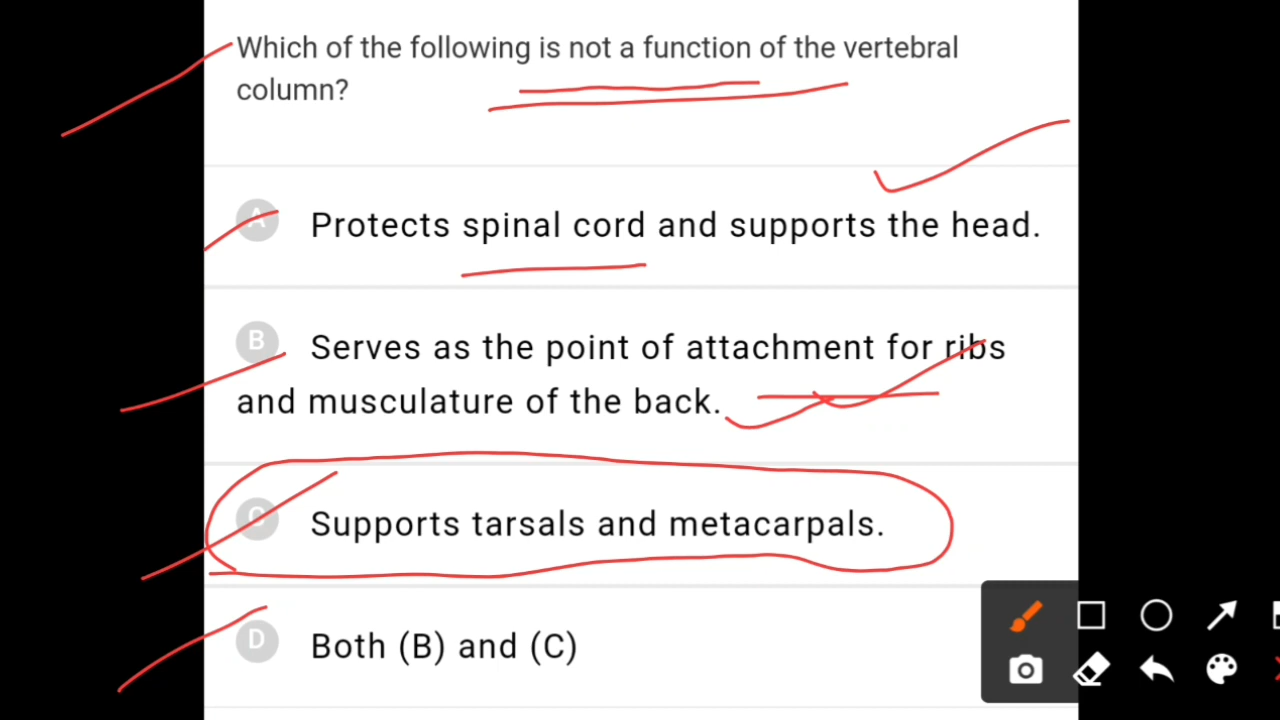 Which of the following is not a function of the vertebral
column?
A Protects spinal cord and supports the head.
B Serves as the point of attachment for ribs
and musculature of the back.
C Supports tarsals and metacarpals.
D Both (B) and (C)